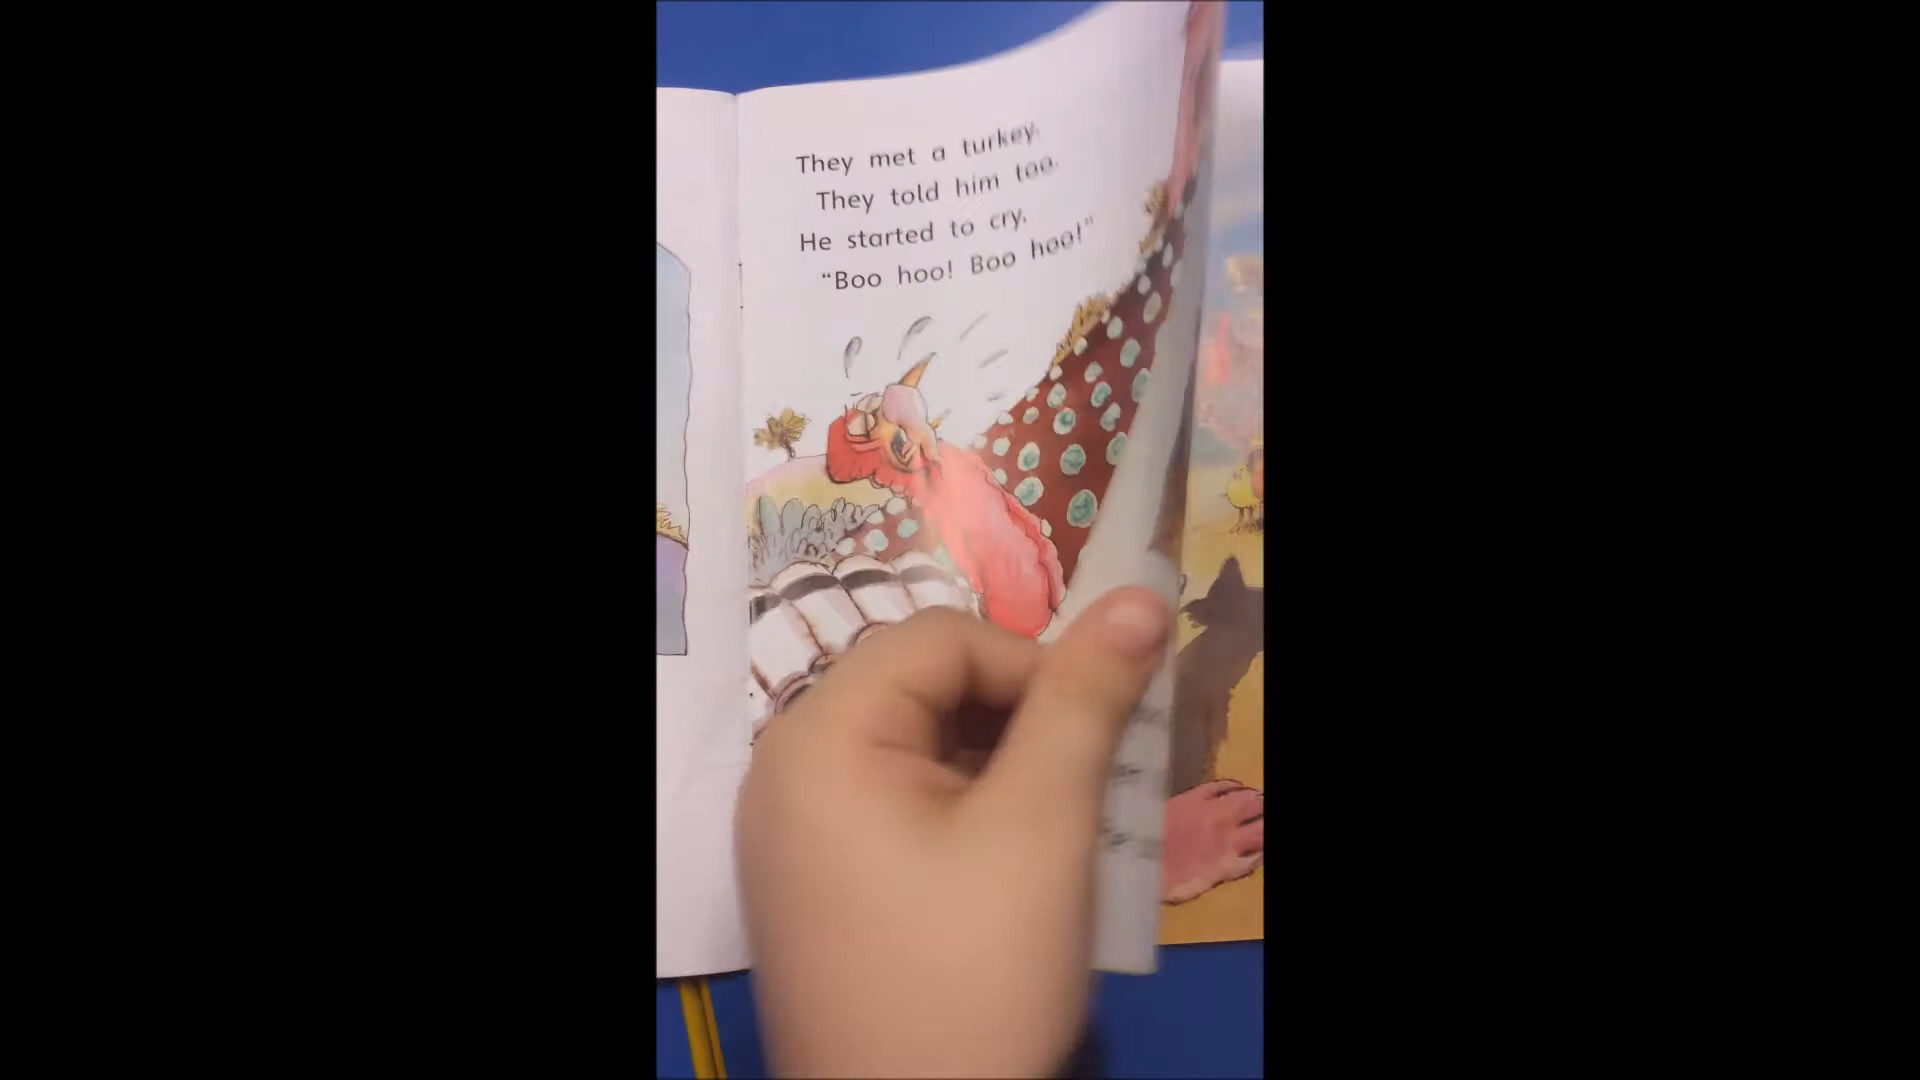 They met a turkey.
They told him too.
He started to cry.
“Boo hoo! Boo hoo!”